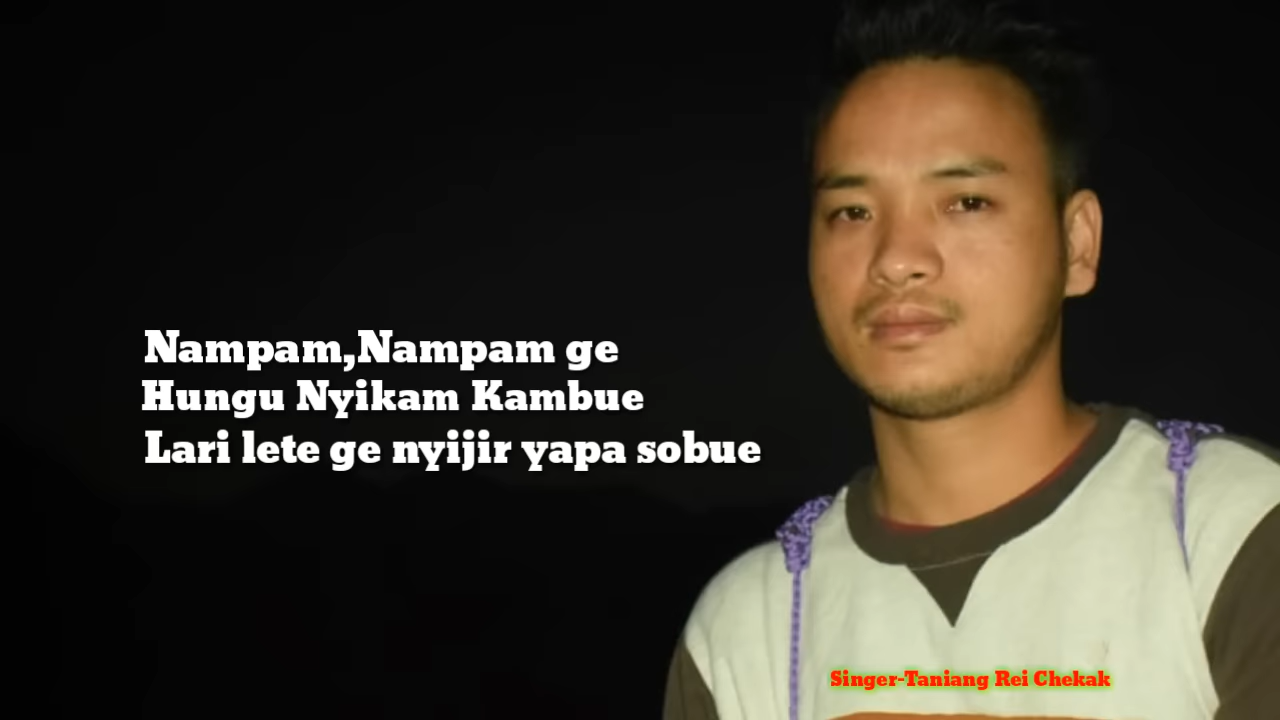 Nampam,Nampam ge
Hungu Nyikam Kambue
Lari lete ge nyijir yapa sobue
Singer-Taniang Rei Chekak